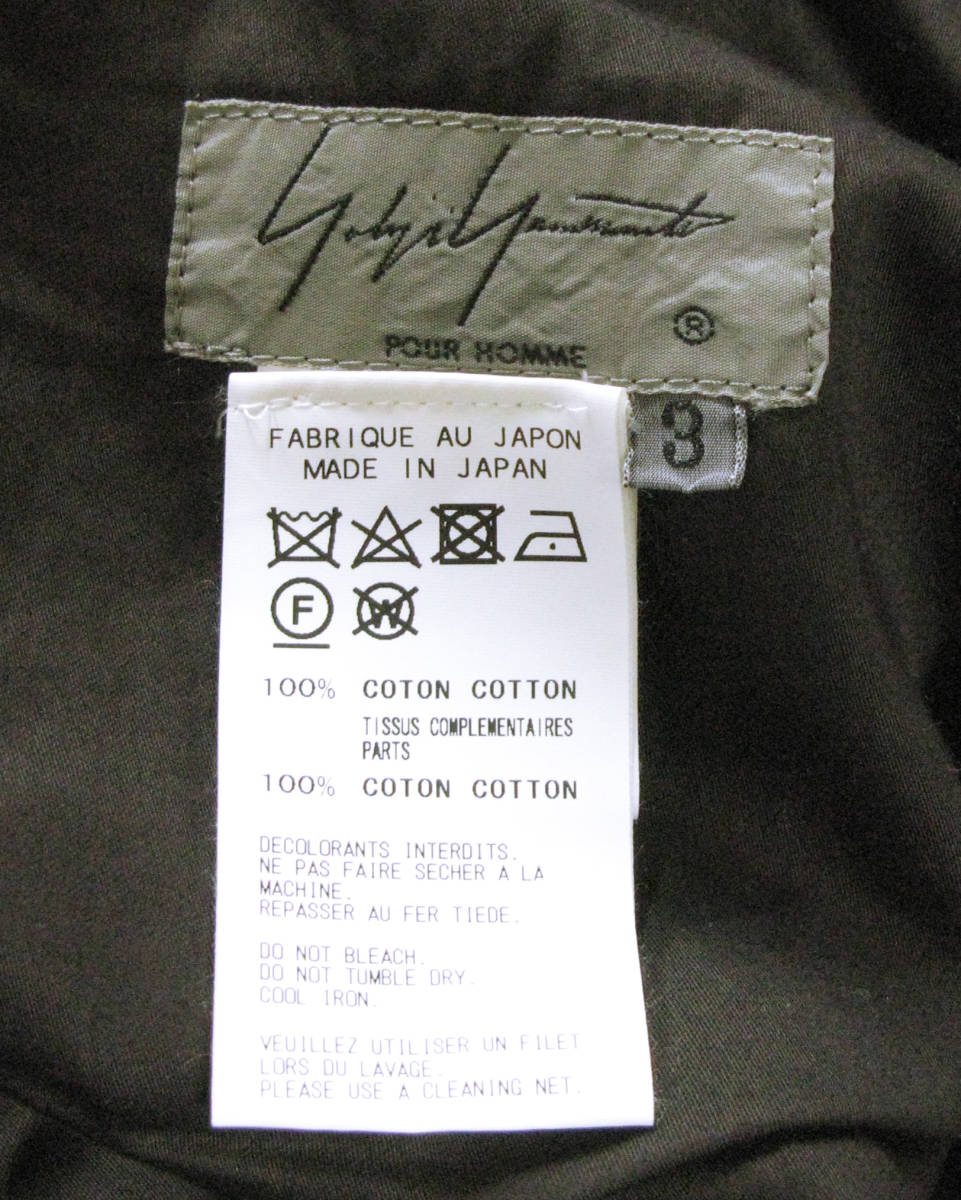 Yohji Yamamoto
®
POUR HOMME
3
FABRIQUE AU JAPON
MADE IN JAPAN
F W
100% COTON COTTON
TISSUS COMPLEMENTAIRES
PARTS
100% COTON COTTON
DECOLORANTS INTERDITS.
NE PAS FAIRE SECHER A LA
MACHINE.
REPASSER AU FER TIEDE.
DO NOT BLEACH.
DO NOT TUMBLE DRY.
COOL IRON.
VEUILLEZ UTILISER UN FILET
LORS DU LAVAGE.
PLEASE USE A CLEANING NET.